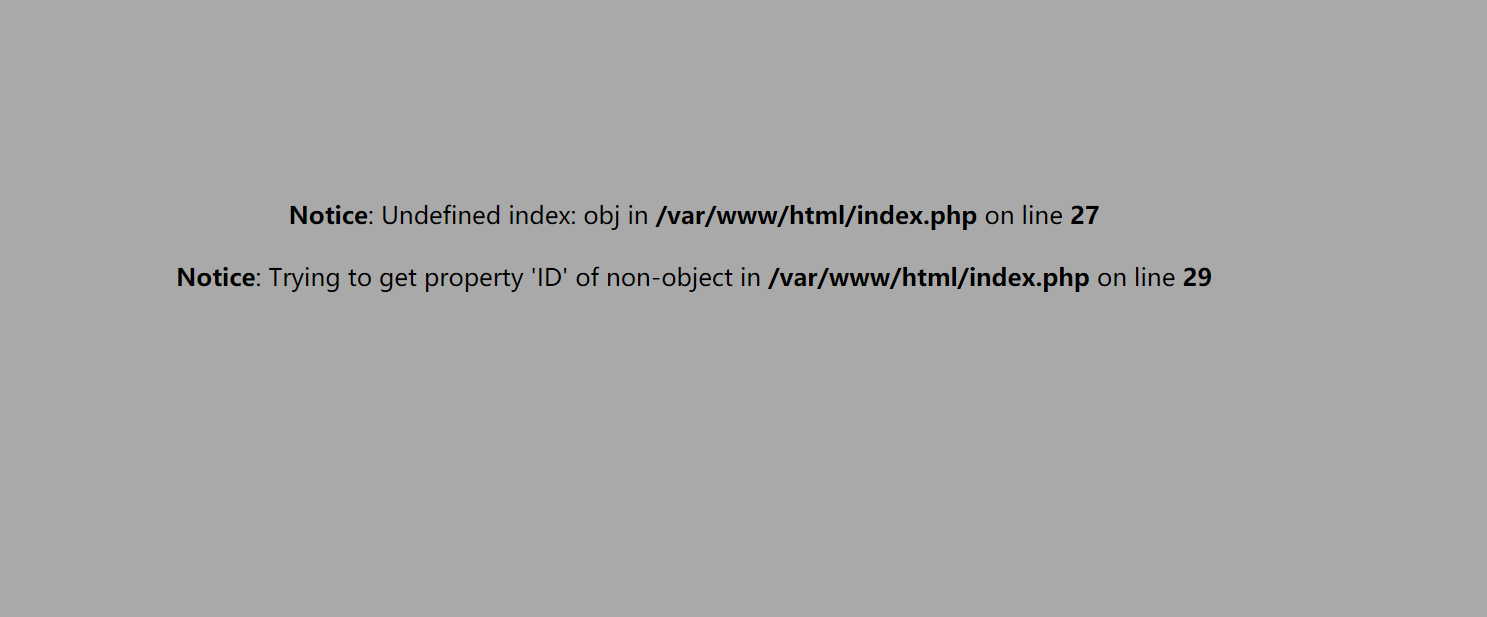 Notice: Undefined index: obj in /var/www/html/index.php on line 27
Notice: Trying to get property 'ID' of non-object in /var/www/html/index.php on line 29